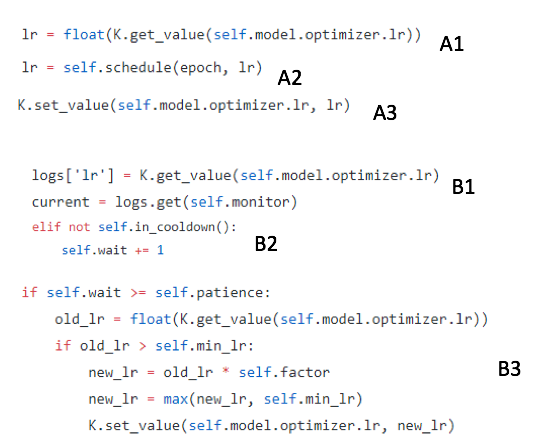 lr = float(K.get_value(self.model.optimizer.lr)) A1
lr = self.schedule(epoch, lr) A2
K.set_value(self.model.optimizer.lr, lr) A3
logs['lr'] = K.get_value(self.model.optimizer.lr) B1
current = logs.get(self.monitor)
elif not self.in_cooldown():
self.wait += 1 B2
if self.wait >= self.patience:
old_lr = float(K.get_value(self.model.optimizer.lr))
if old_lr > self.min_lr:
new_lr = old_lr * self.factor B3
new_lr = max(new_lr, self.min_lr)
K.set_value(self.model.optimizer.lr, new_lr)